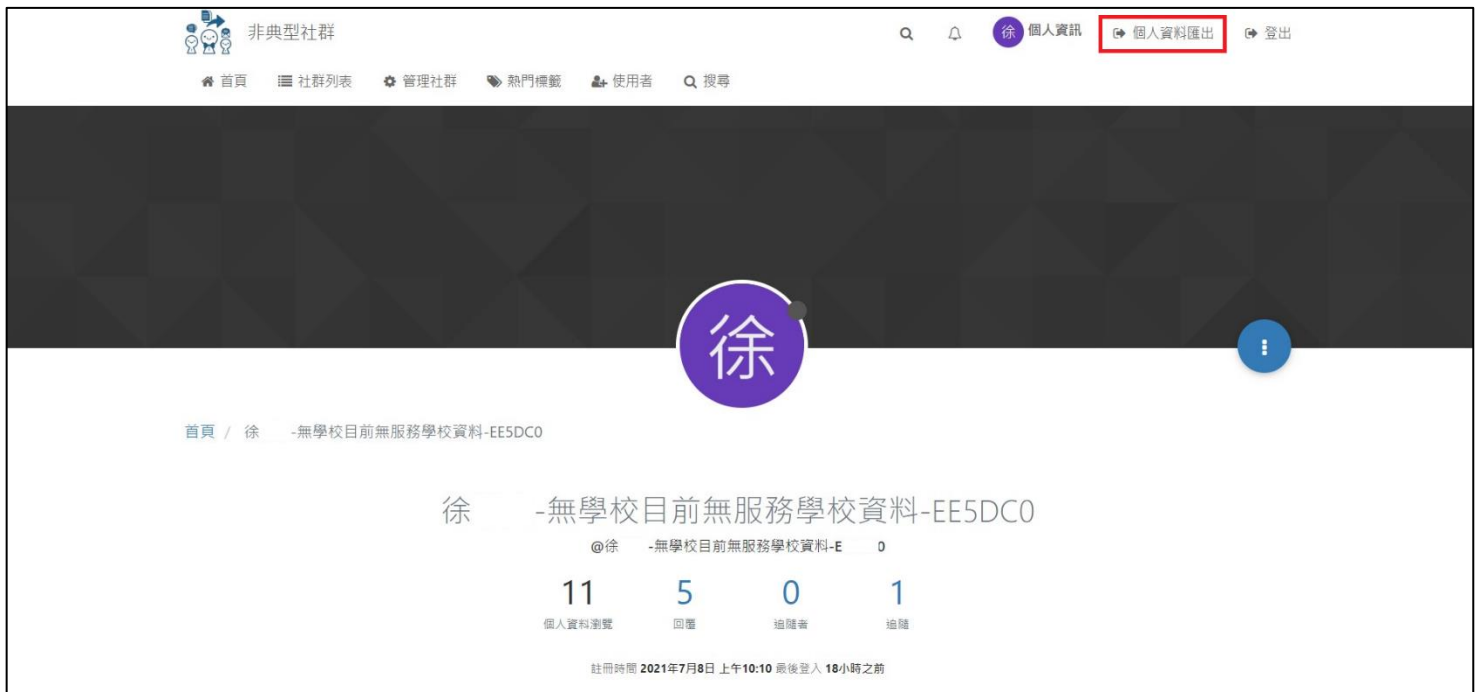 非典型社群
徐 個人資訊 個人資料匯出 登出
首頁 社群列表 管理社群 熱門標籤 使用者 搜尋
徐
首頁 / 徐 -無學校目前無服務學校資料-EE5DC0
徐 -無學校目前無服務學校資料-EE5DC0
@徐 -無學校目前無服務學校資料-E 0
11 5 0 1
個人資料瀏覽 回覆 追隨者 追隨
註冊時間 2021年7月8日 上午10:10 最後登入 18小時之前